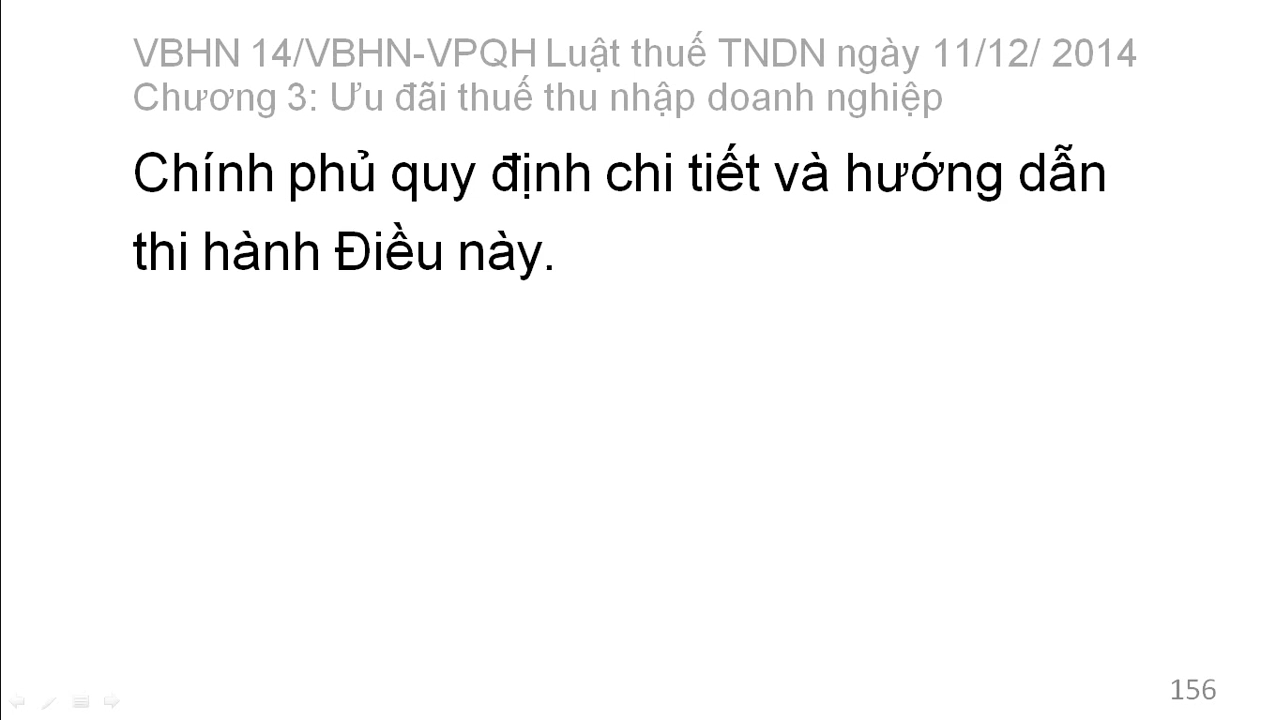 VBHN 14/VBHN-VPQH Luật thuế TNDN ngày 11/12/ 2014
Chương 3: Ưu đãi thuế thu nhập doanh nghiệp
Chính phủ quy định chi tiết và hướng dẫn
thi hành Điều này.
156